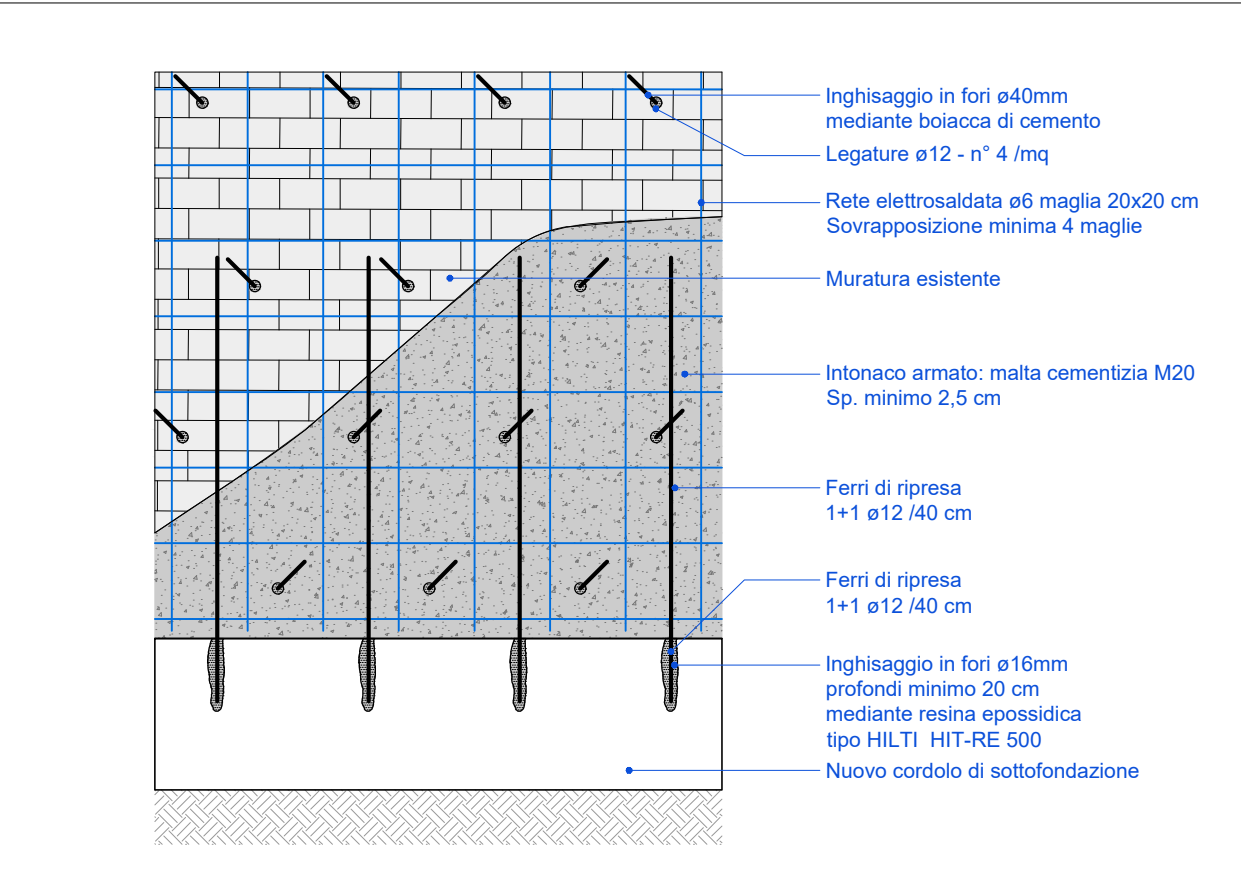 Inghisaggio in fori ø40mm
mediante boiacca di cemento
Legature ø12 - n° 4 /mq
Rete elettrosaldata ø6 maglia 20x20 cm
Sovrapposizione minima 4 maglie
Muratura esistente
Intonaco armato: malta cementizia M20
Sp. minimo 2,5 cm
Ferri di ripresa
1+1 ø12 /40 cm
Ferri di ripresa
1+1 ø12 /40 cm
Inghisaggio in fori ø16mm
profondi minimo 20 cm
mediante resina epossidica
tipo HILTI  HIT-RE 500
Nuovo cordolo di sottofondazione